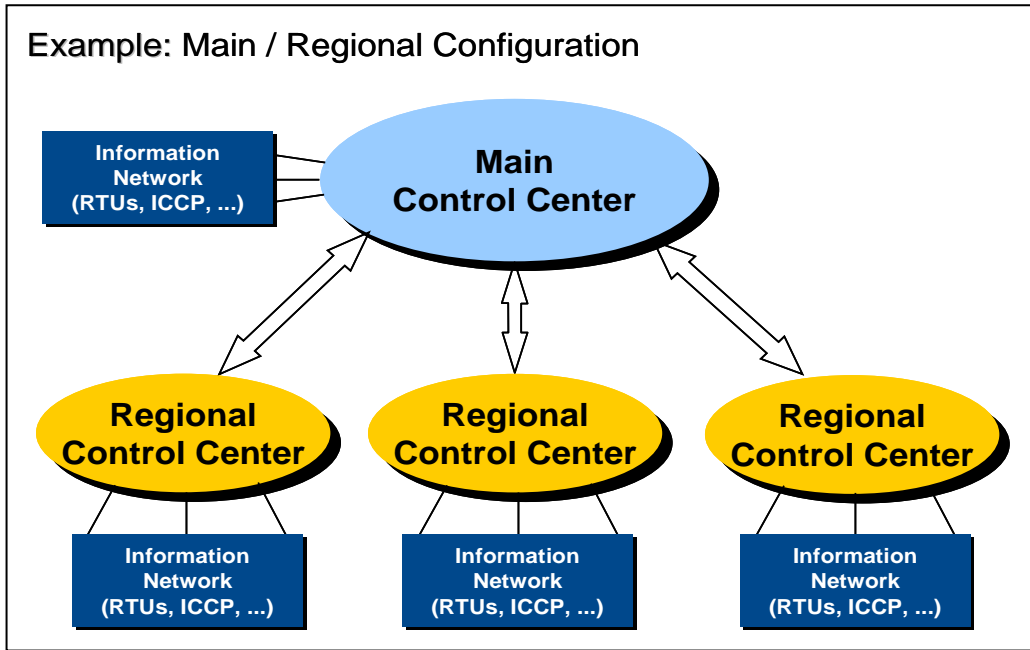 Example: Main / Regional Configuration
Information
Network
(RTUs, ICCP, ...)
Main
Control Center
Regional
Control Center
Regional
Control Center
Regional
Control Center
Information
Network
(RTUs, ICCP, ...)
Information
Network
(RTUs, ICCP, ...)
Information
Network
(RTUs, ICCP, ...)